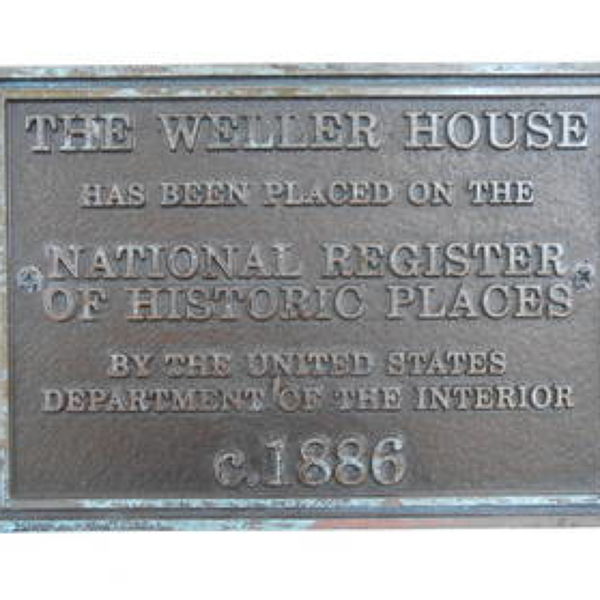 THE WELLER HOUSE
HAS BEEN PLACED ON THE
NATIONAL REGISTER
OF HISTORIC PLACES
BY THE UNITED STATES
DEPARTMENT OF THE INTERIOR
c.1886